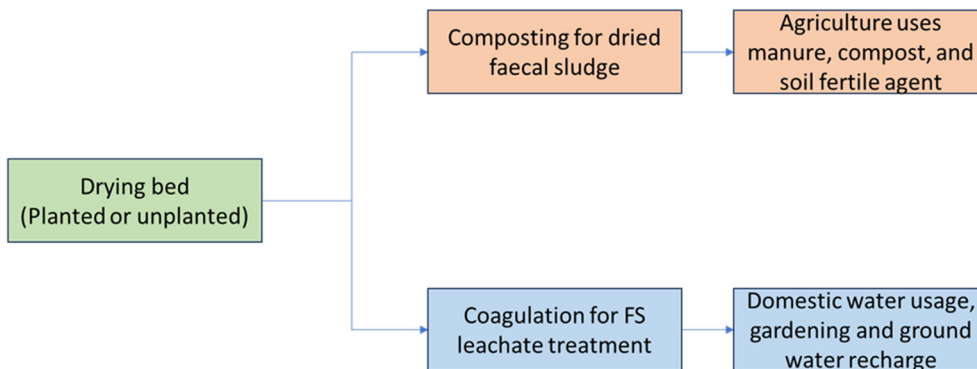 Composting for dried
faecal sludge
Agriculture uses
manure, compost, and
soil fertile agent
Drying bed
(Planted or unplanted)
Coagulation for FS
leachate treatment
Domestic water usage,
gardening and ground
water recharge